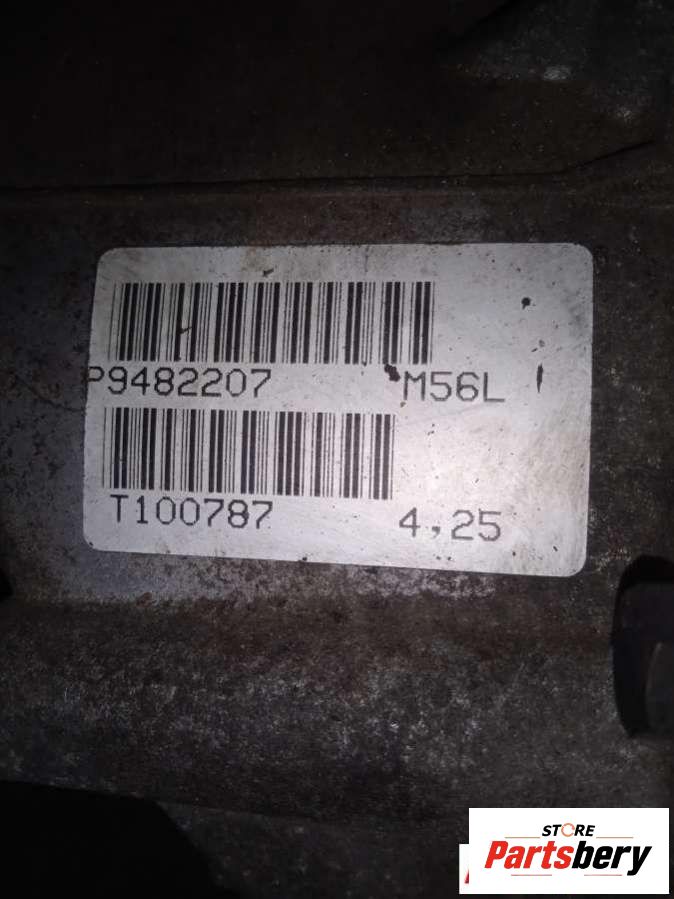 P9482207 M56L
T100787 4,25
STORE
Partsbery